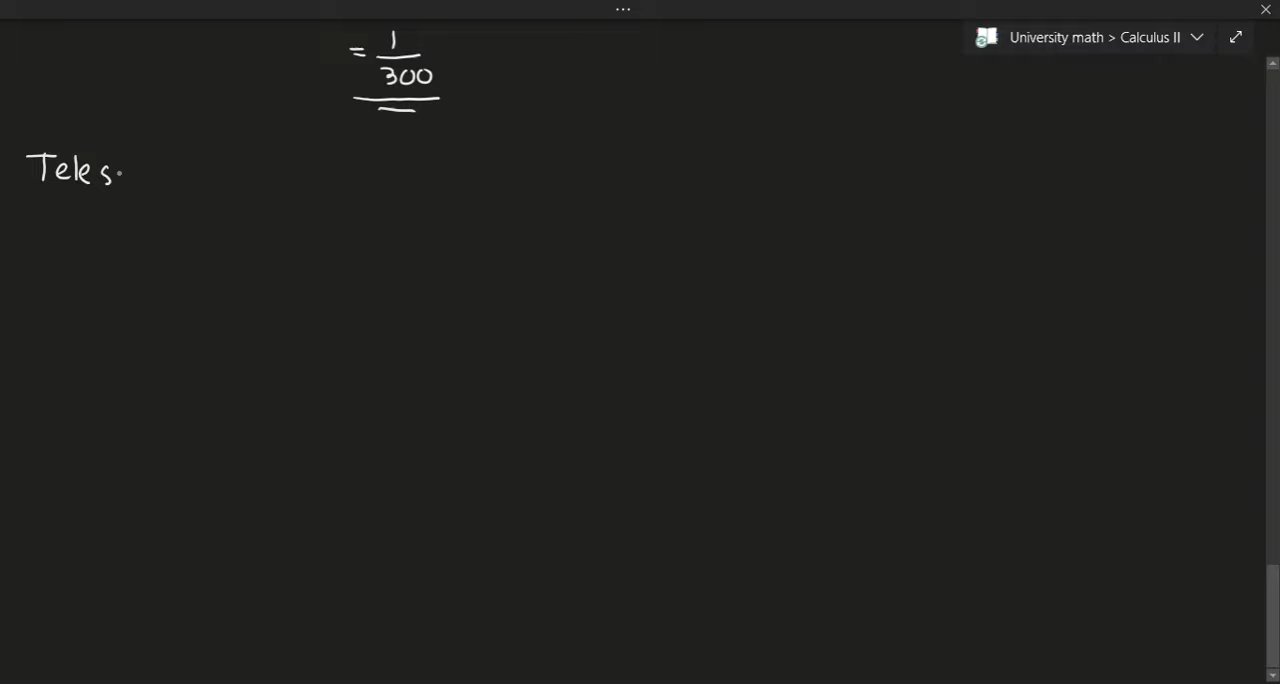 ...
University math > Calculus II
= 1/300
Teles